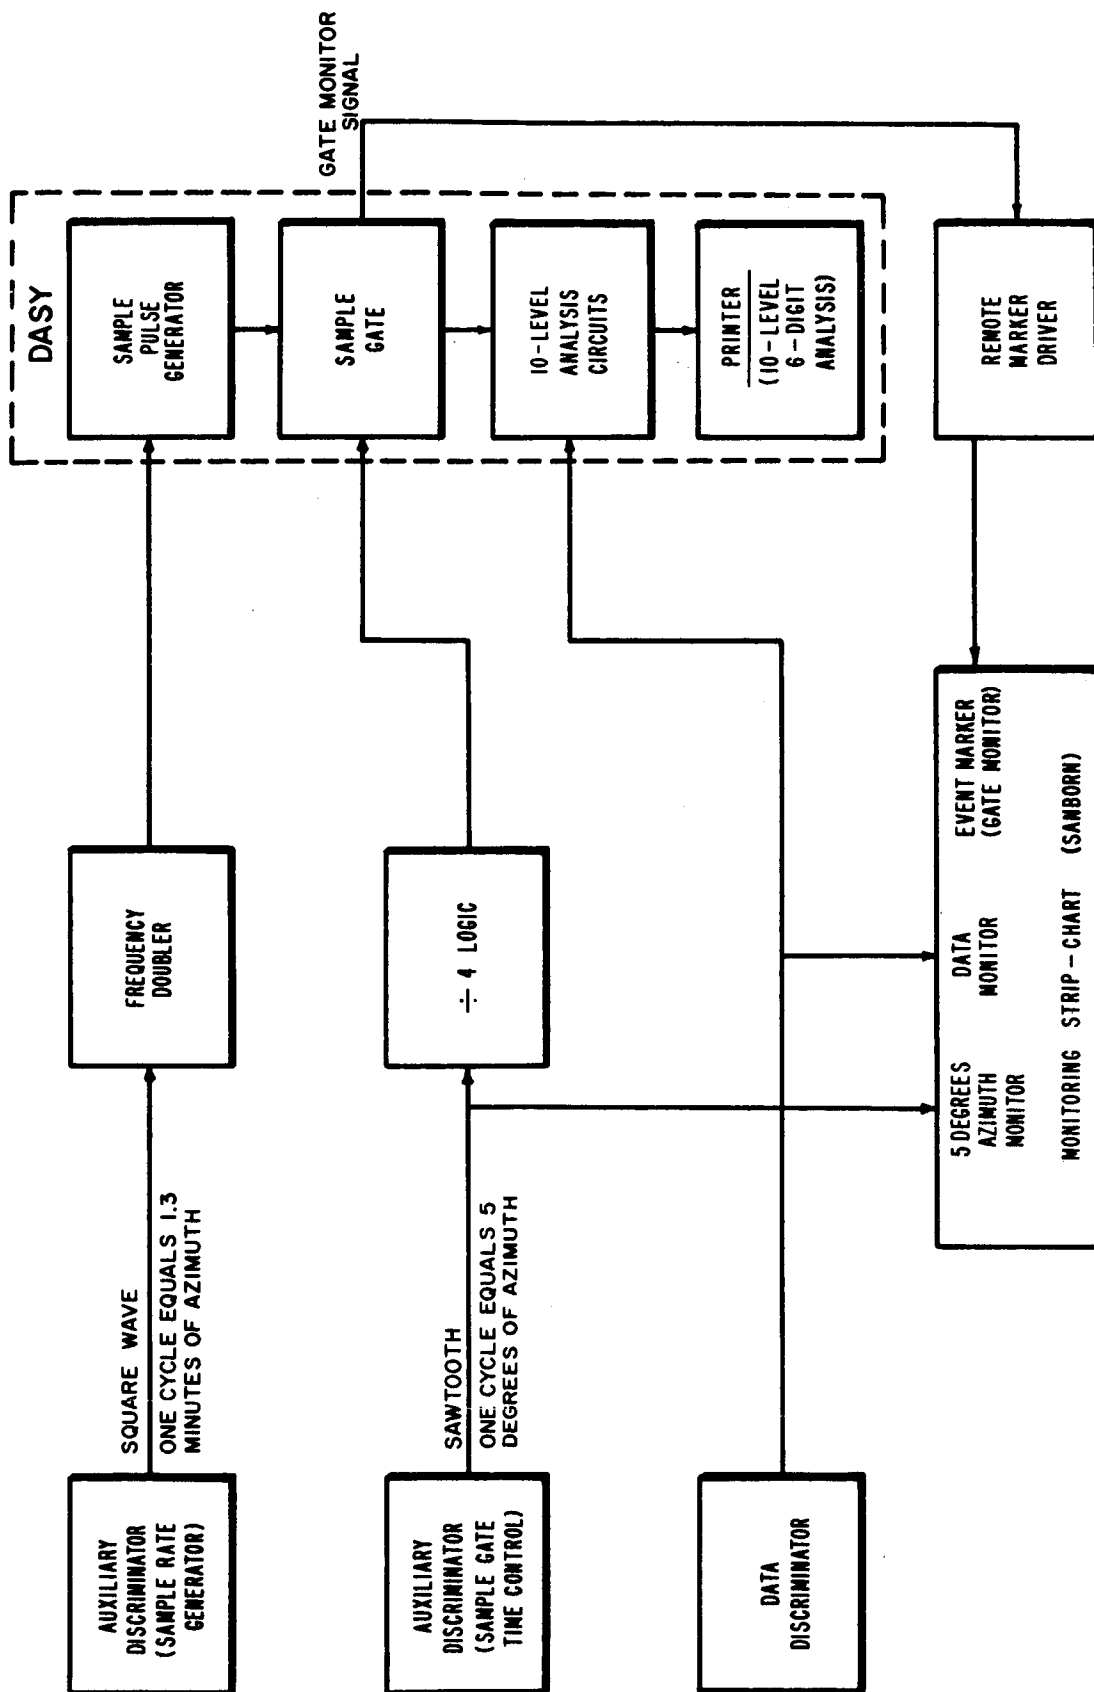 AUXILIARY
DISCRIMINATOR
(SAMPLE RATE
GENERATOR)
SQUARE WAVE
ONE CYCLE EQUALS 1.3
MINUTES OF AZIMUTH
FREQUENCY
DOUBLER
DASY
SAMPLE
PULSE
GENERATOR
AUXILIARY
DISCRIMINATOR
(SAMPLE GATE
TIME CONTROL)
SAWTOOTH
ONE CYCLE EQUALS 5
DEGREES OF AZIMUTH
÷ 4 LOGIC
SAMPLE
GATE
GATE MONITOR
SIGNAL
10-LEVEL
ANALYSIS
CIRCUITS
DATA
DISCRIMINATOR
PRINTER
(10-LEVEL
6-DIGIT
ANALYSIS)
5 DEGREES
AZIMUTH
MONITOR
DATA
MONITOR
EVENT MARKER
(GATE MONITOR)
MONITORING STRIP-CHART (SANBORN)
REMOTE
MARKER
DRIVER